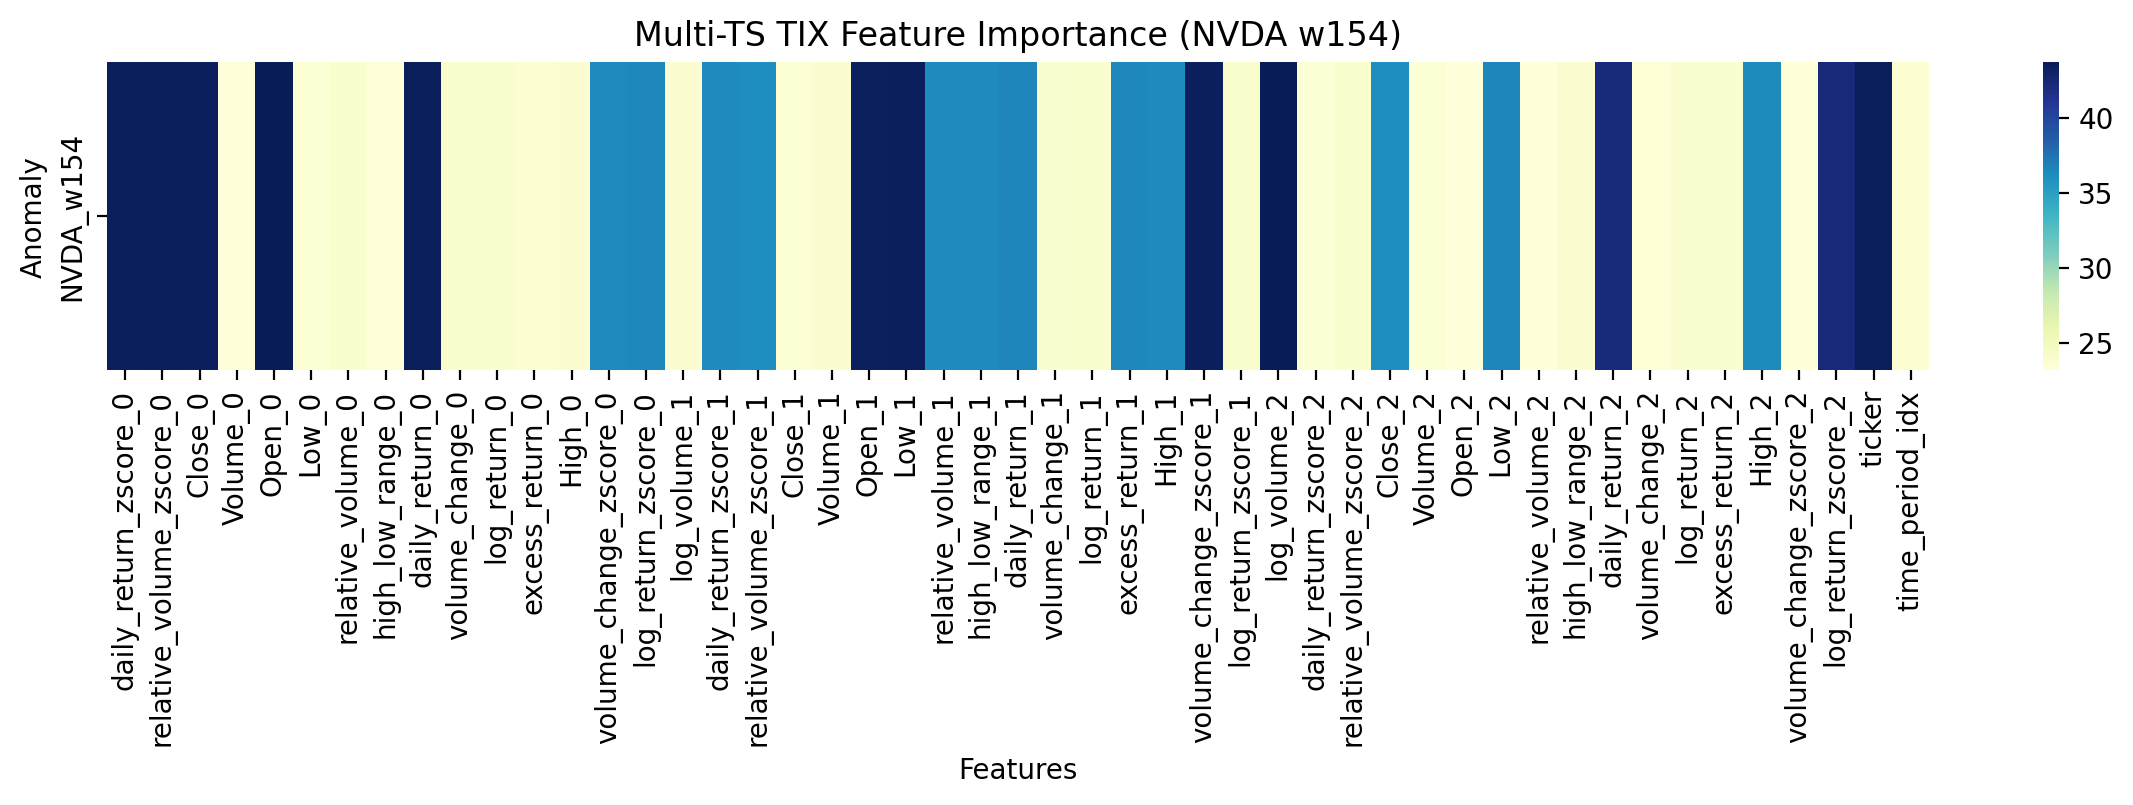 Multi-TS TIX Feature Importance (NVDA w154)
Anomaly
NVDA_w154
40
35
30
25
daily_return_zscore_0
relative_volume_zscore_0
Close_0
Volume_0
Open_0
Low_0
relative_volume_0
high_low_range_0
daily_return_0
volume_change_0
log_return_0
excess_return_0
High_0
volume_change_zscore_0
log_return_zscore_0
log_volume_1
daily_return_zscore_1
relative_volume_zscore_1
Close_1
Volume_1
Open_1
Low_1
relative_volume_1
high_low_range_1
daily_return_1
volume_change_1
log_return_1
excess_return_1
High_1
volume_change_zscore_1
log_return_zscore_1
log_volume_2
daily_return_zscore_2
relative_volume_zscore_2
Close_2
Volume_2
Open_2
Low_2
relative_volume_2
high_low_range_2
daily_return_2
volume_change_2
log_return_2
excess_return_2
High_2
volume_change_zscore_2
log_return_zscore_2
ticker
time_period_idx
Features